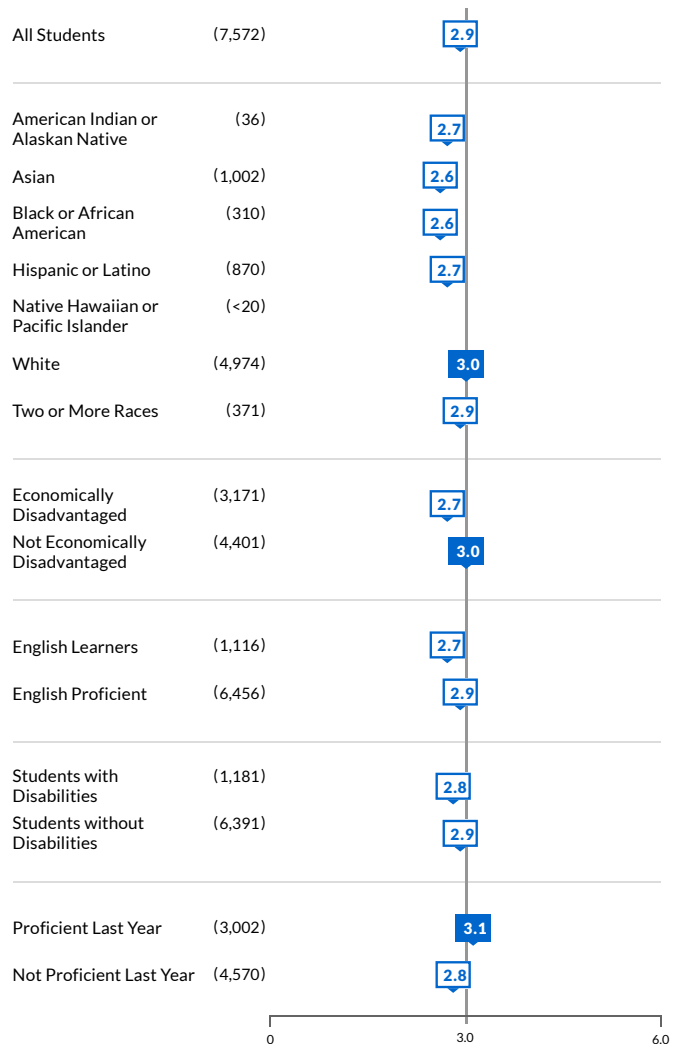 All Students (7,572) 2.9
American Indian or
Alaskan Native (36) 2.7
Asian (1,002) 2.6
Black or African
American (310) 2.6
Hispanic or Latino (870) 2.7
Native Hawaiian or
Pacific Islander (<20)
White (4,974) 3.0
Two or More Races (371) 2.9
Economically
Disadvantaged (3,171) 2.7
Not Economically
Disadvantaged (4,401) 3.0
English Learners (1,116) 2.7
English Proficient (6,456) 2.9
Students with
Disabilities (1,181) 2.8
Students without
Disabilities (6,391) 2.9
Proficient Last Year (3,002) 3.1
Not Proficient Last Year (4,570) 2.8
0 3.0 6.0